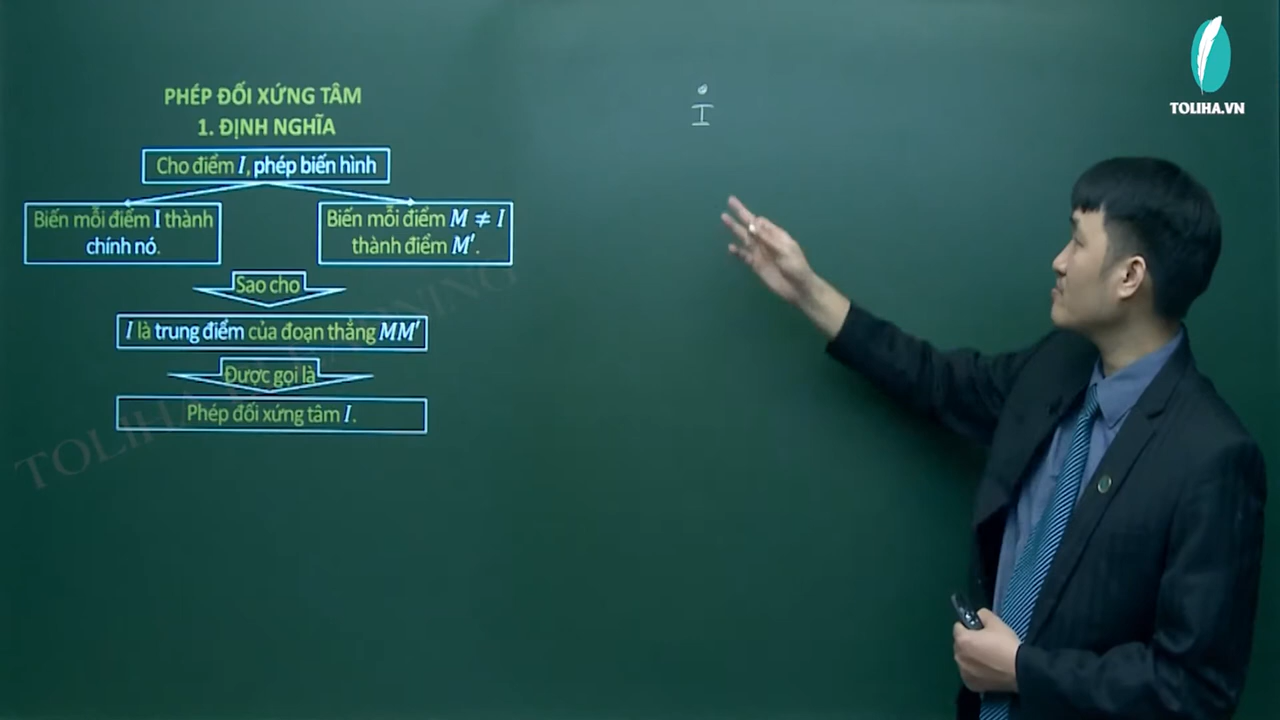 TOLIHA.VN
PHÉP ĐỐI XỨNG TÂM
1. ĐỊNH NGHĨA
Cho điểm I, phép biến hình
Biến mỗi điểm I thành
chính nó.
Biến mỗi điểm M ≠ I
thành điểm M'.
Sao cho
I là trung điểm của đoạn thẳng MM'
Được gọi là
Phép đối xứng tâm I.
I